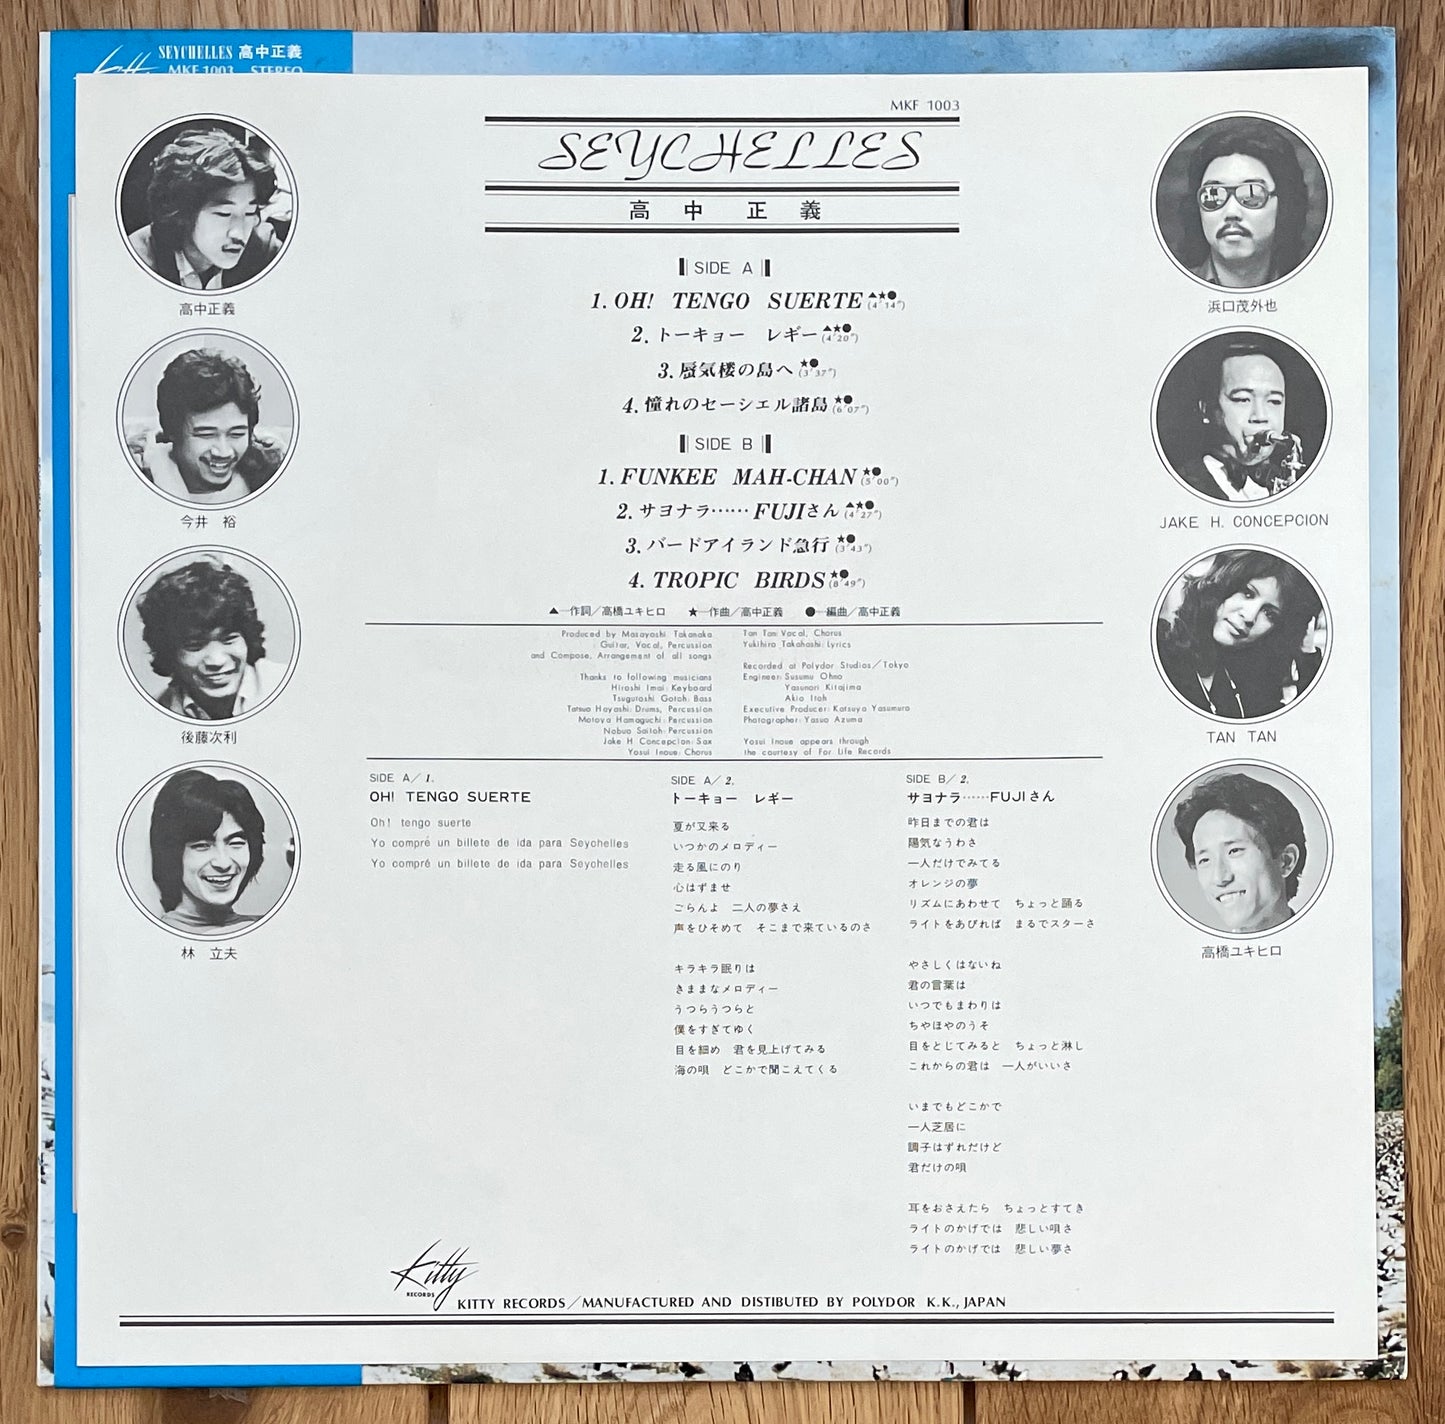 SEYCHELLES 高中正義
MKF 1003 STEREO
MKF 1003
SEYCHELLES
高中正義
SIDE A
1. OH! TENGO SUERTE ▲★● (4′14″)
2. トーキョー レギー ▲★● (4′20″)
3. 蜃気楼の島へ ★● (3′37″)
4. 憧れのセーシェル諸島 ★● (6′07″)
SIDE B
1. FUNKEE MAH-CHAN ★● (5′00″)
2. サヨナラ……FUJIさん ▲★● (4′27″)
3. バードアイランド急行 ★● (3′43″)
4. TROPIC BIRDS ★● (8′49″)
▲—作詞/高橋ユキヒロ ★—作曲/高中正義 ●—編曲/高中正義
高中正義
今井 裕
後藤次利
林 立夫
浜口茂外也
JAKE H. CONCEPCION
TAN TAN
高橋ユキヒロ
Produced by Masayoshi Takanaka
: Guitar, Vocal, Percussion
and Compose, Arrangement of all songs
Thanks to following musicians
Hiroshi Imai: Keyboard
Tsugutoshi Gotoh: Bass
Tatsuo Hayashi: Drums, Percussion
Motoya Hamaguchi: Percussion
Nobuo Saitoh: Percussion
Jake H Concepcion: Sax
Yosui Inoue: Chorus
Tan Tan: Vocal, Chorus
Yukihiro Takahashi: Lyrics
Recorded at Polydor Studios/Tokyo
Engineer: Susumu Ohno
Yasunori Kitajima
Akio Itoh
Executive Producer: Katsuya Yasumuro
Photographer: Yasuo Azuma
Yosui Inoue appears through
the courtesy of For Life Records
SIDE A/1.
OH! TENGO SUERTE
Oh! tengo suerte
Yo compré un billete de ida para Seychelles
Yo compré un billete de ida para Seychelles
SIDE A/2.
トーキョー レギー
夏が又来る
いつかのメロディー
走る風にのり
心はずませ
ごらんよ 二人の夢さえ
声をひそめて そこまで来ているのさ
キラキラ眠りは
きままなメロディー
うつらうつらと
僕をすぎてゆく
目を細め 君を見上げてみる
海の唄 どこかで聞こえてくる
SIDE B/2.
サヨナラ……FUJIさん
昨日までの君は
陽気なうわさ
一人だけでみてる
オレンジの夢
リズムにあわせて ちょっと踊る
ライトをあびれば まるでスターさ
やさしくはないね
君の言葉は
いつでもまわりは
ちやほやのうそ
目をとじてみると ちょっと淋し
これからの君は 一人がいいさ
いまでもどこかで
一人芝居に
調子はずれだけど
君だけの唄
耳をおさえたら ちょっとすてき
ライトのかげでは 悲しい唄さ
ライトのかげでは 悲しい夢さ
Kitty
RECORDS
KITTY RECORDS/MANUFACTURED AND DISTIBUTED BY POLYDOR K.K., JAPAN